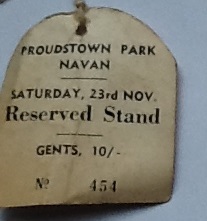 PROUDSTOWN PARK
NAVAN
SATURDAY, 23rd NOV.
Reserved Stand
GENTS, 10/-
Nº 454